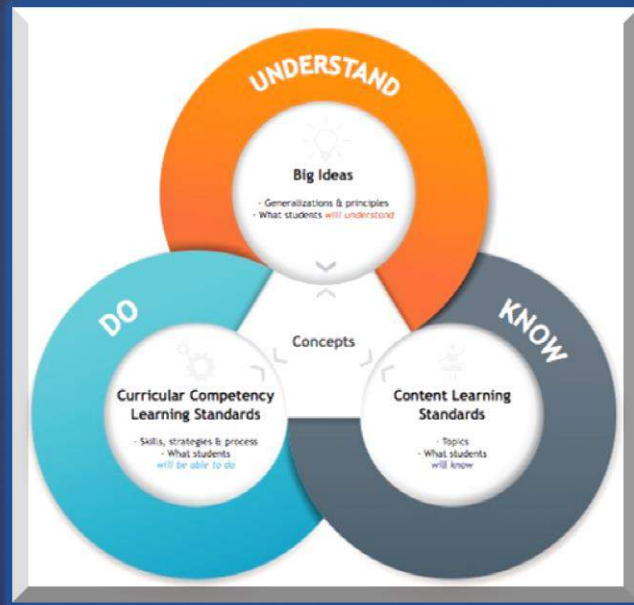 UNDERSTAND
Big Ideas
- Generalizations & principles
- What students will understand
Concepts
DO
Curricular Competency
Learning Standards
- Skills, strategies & process
- What students
will be able to do
KNOW
Content Learning
Standards
- Topics
- What students
will know